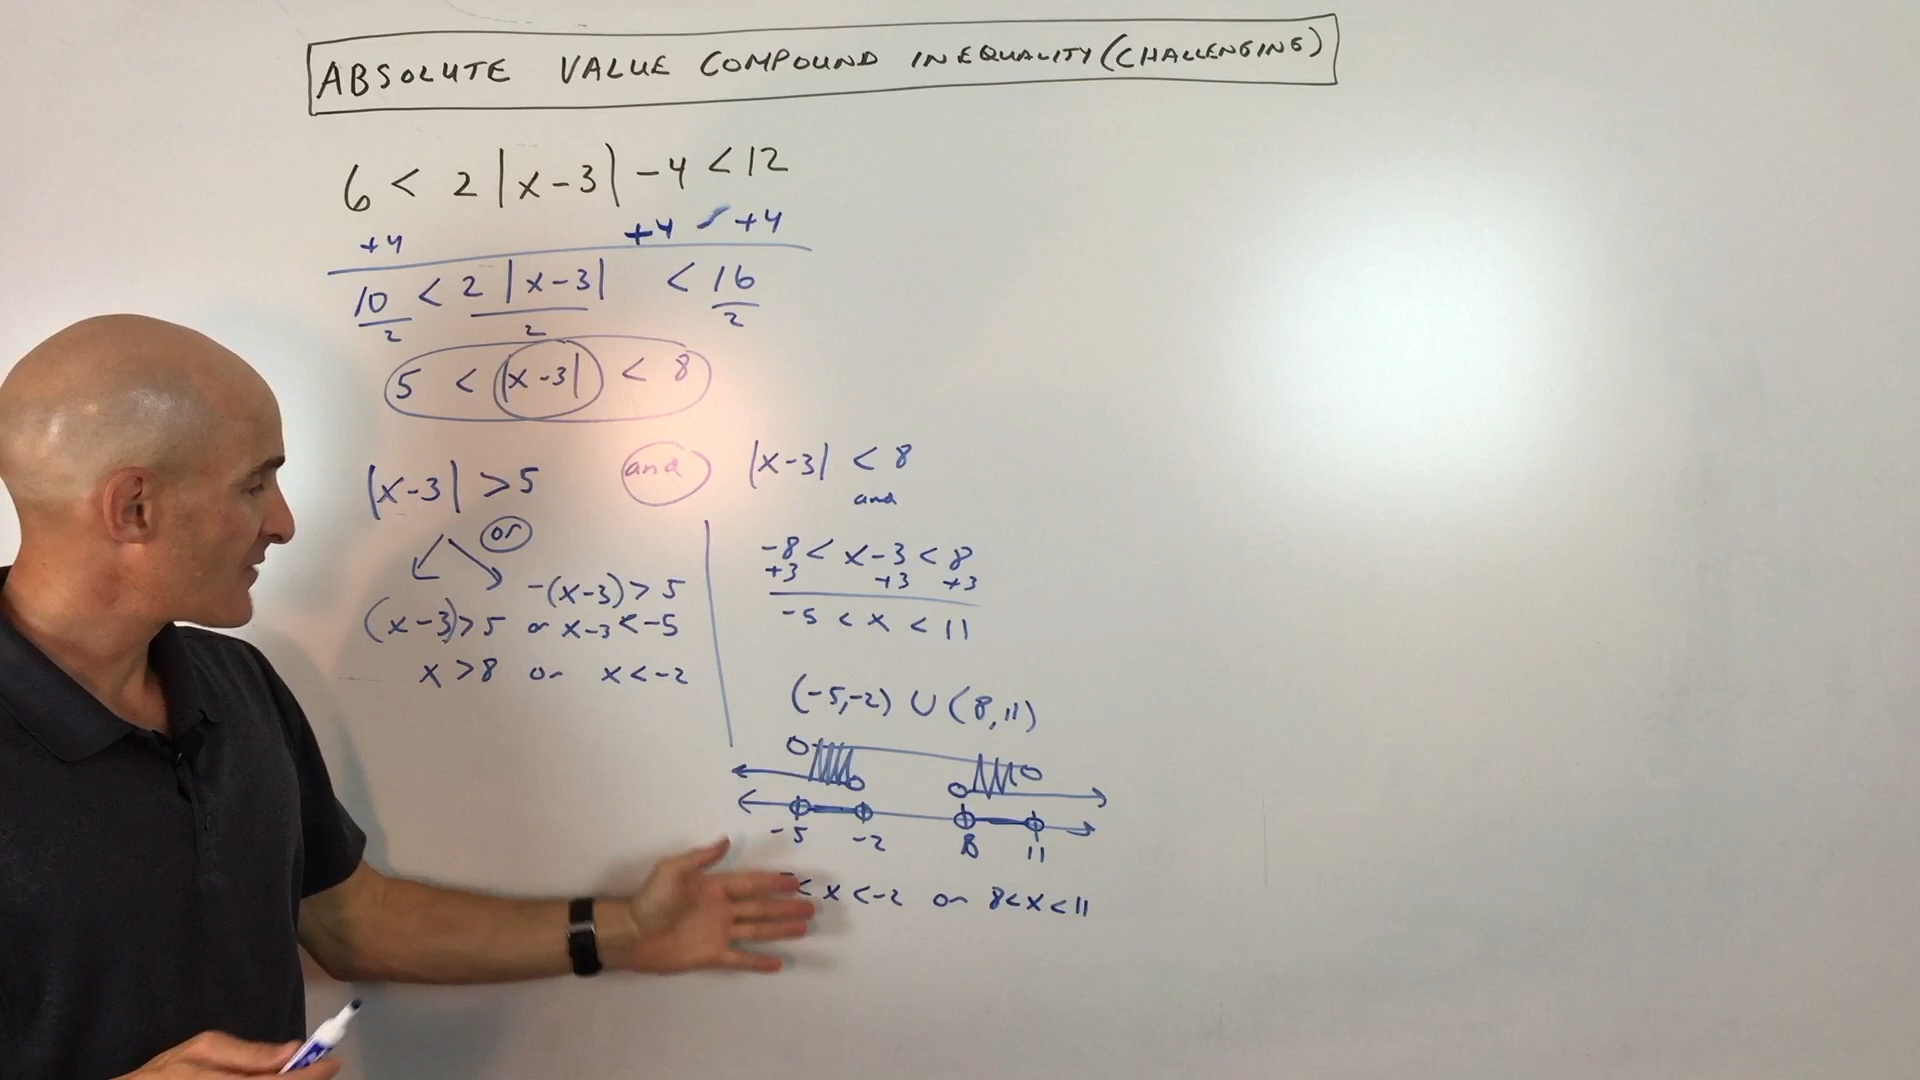 ABSOLUTE VALUE COMPOUND INEQUALITY (CHALLENGING)
6 < 2|x-3| -4 < 12
+4 +4 +4
10 < 2|x-3| < 16
2 2 2
5 < |x-3| < 8
|x-3| > 5 and |x-3| < 8
or
-(x-3) > 5
(x-3) > 5 or x-3 < -5
x > 8 or x < -2
and
-8 < x-3 < 8
+3 +3 +3
-5 < x < 11
(-5,-2) ∪ (8,11)
-5 -2 8 11
< x < -2 or 8 < x < 11